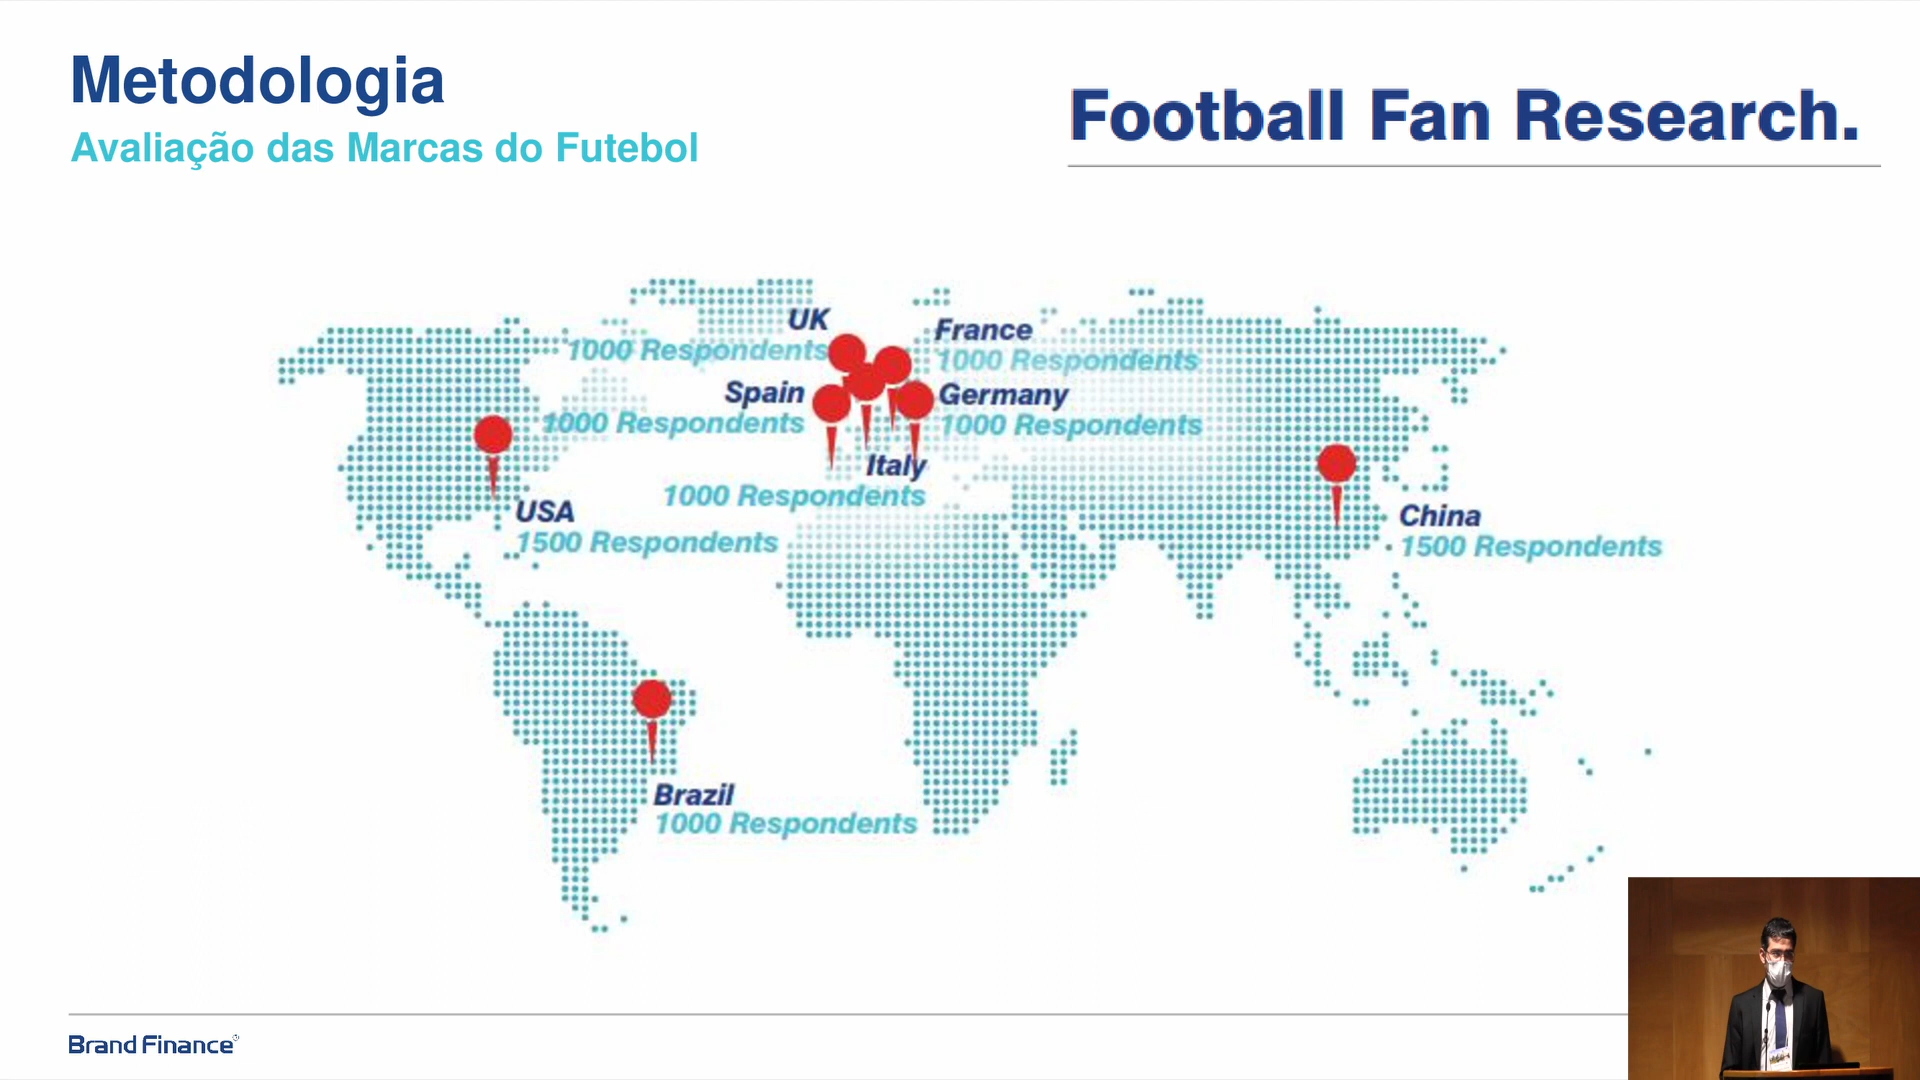 Metodologia
Avaliação das Marcas do Futebol
Football Fan Research.
UK
1000 Respondents
France
1000 Respondents
Spain
1000 Respondents
Germany
1000 Respondents
Italy
1000 Respondents
USA
1500 Respondents
China
1500 Respondents
Brazil
1000 Respondents
Brand Finance®